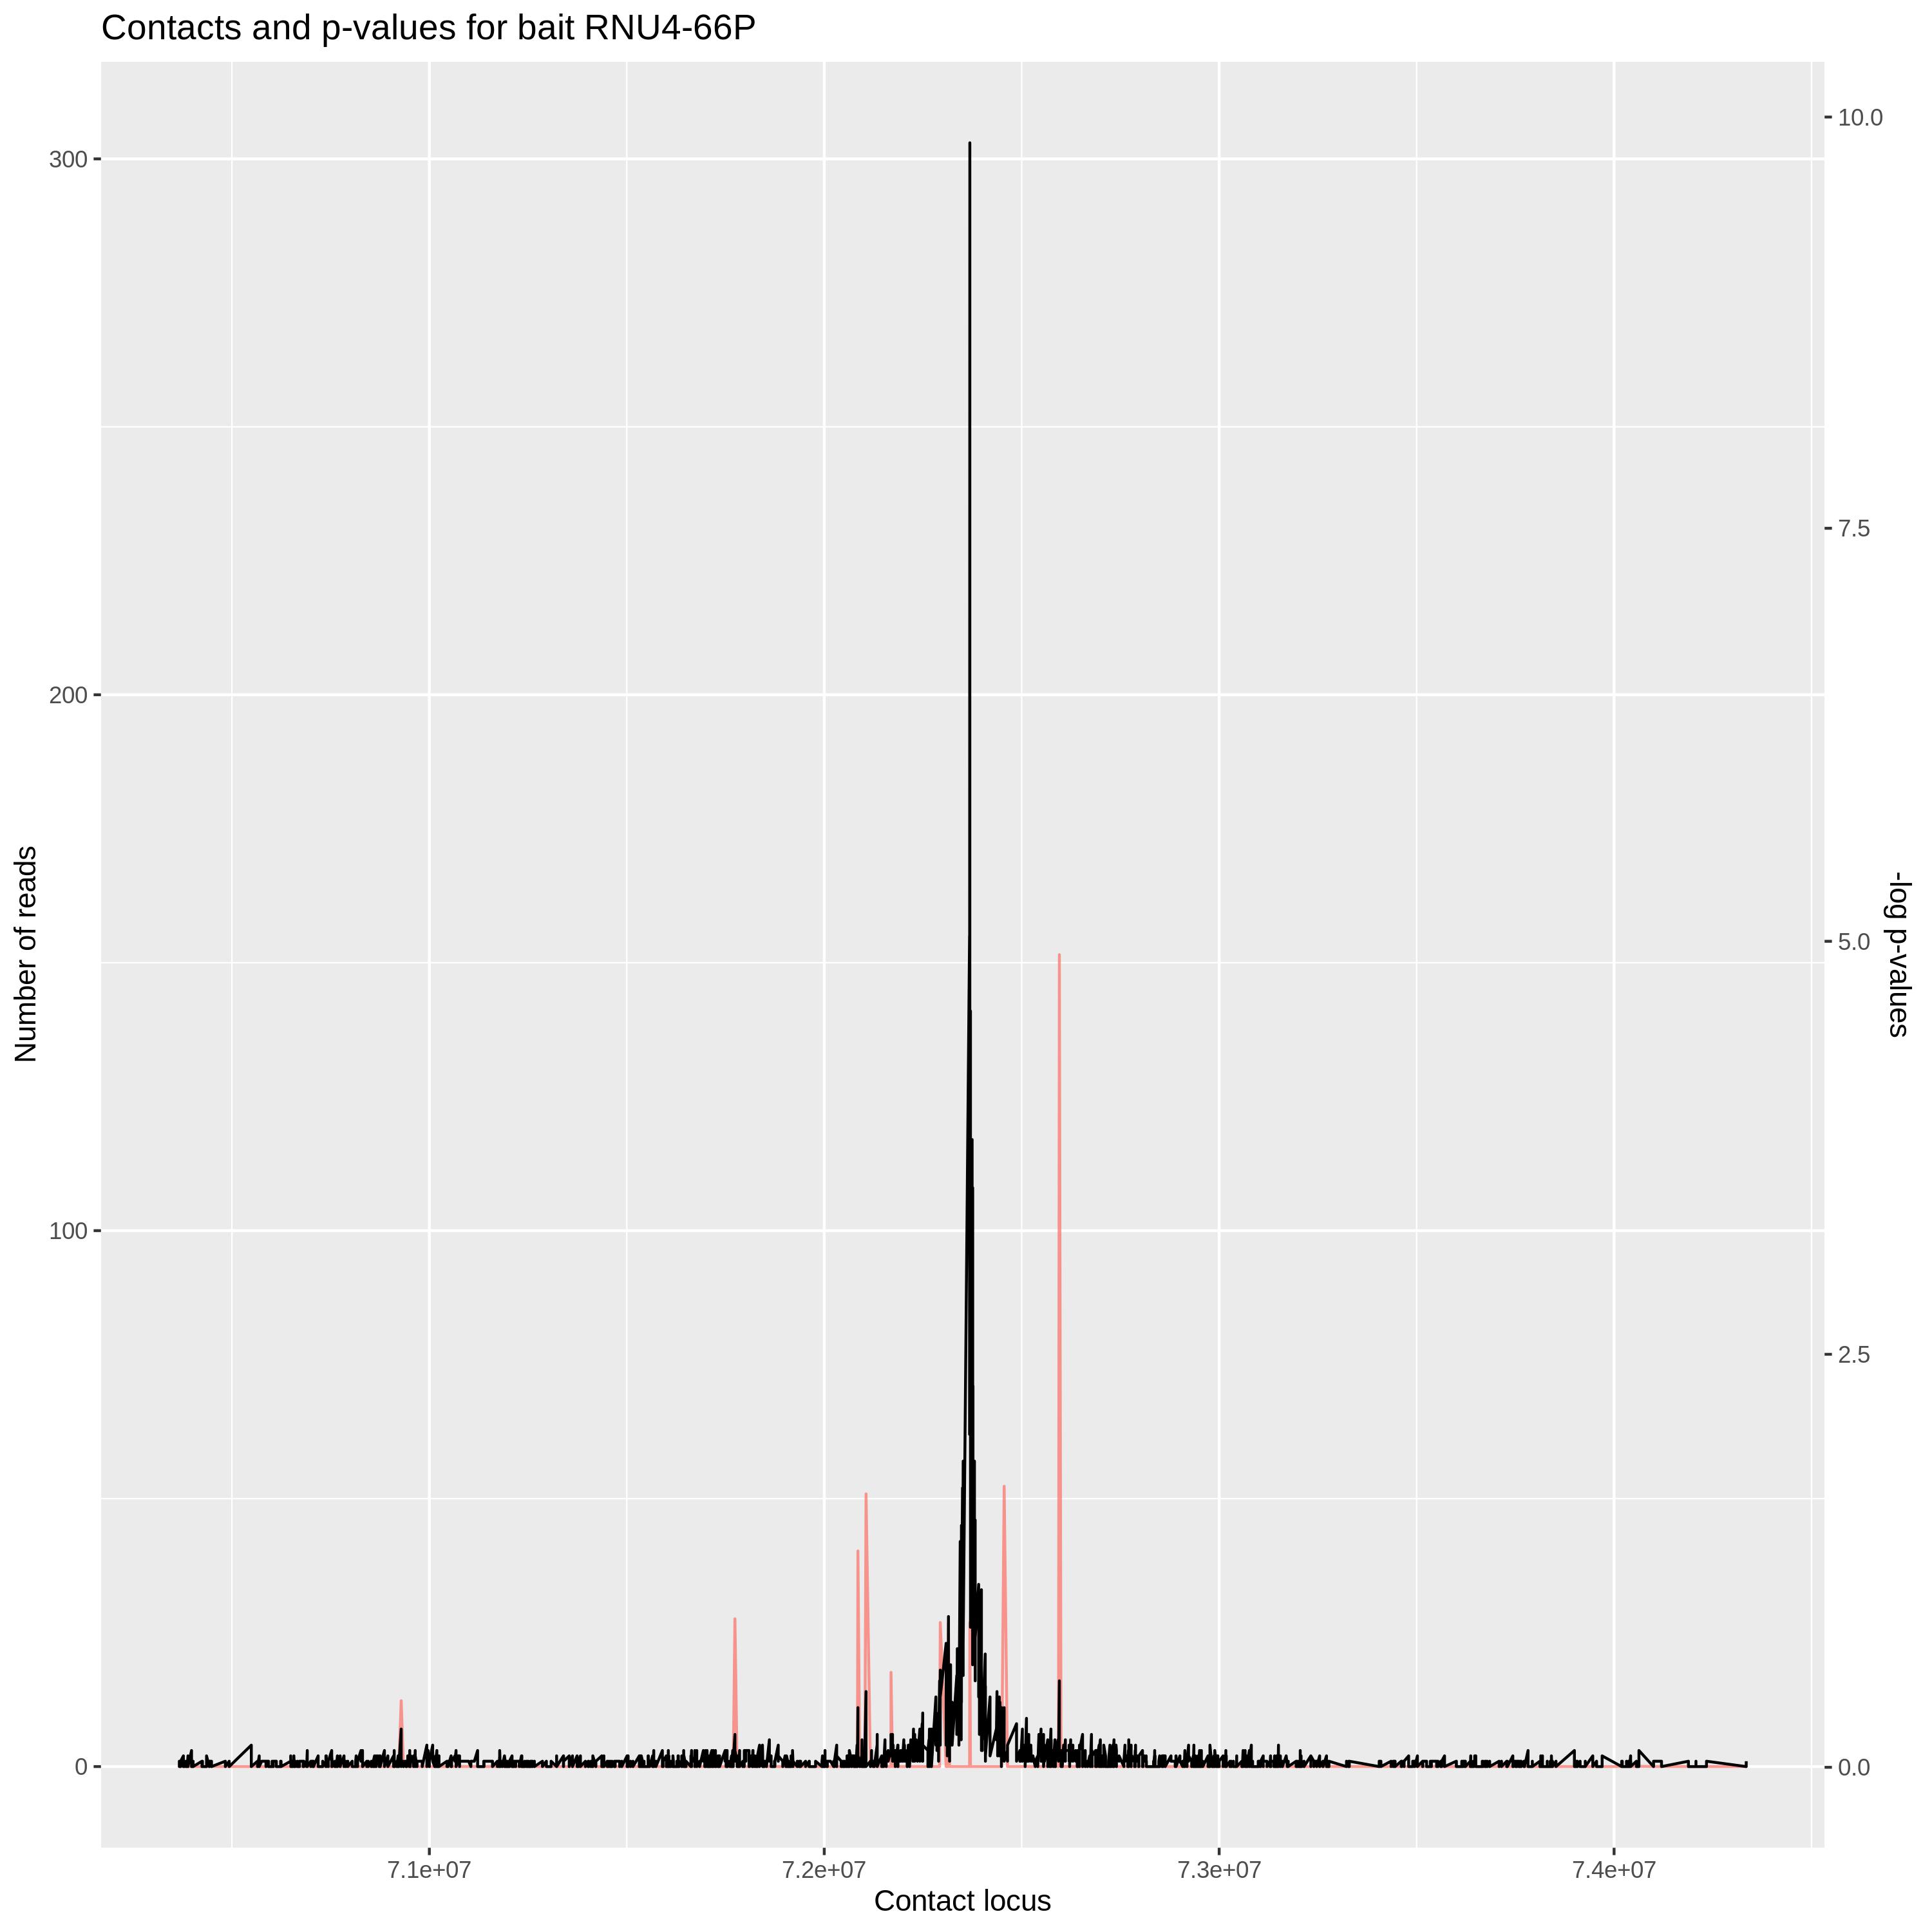 Contacts and p-values for bait RNU4-66P
300
200
100
0
Number of reads
10.0
7.5
5.0
2.5
0.0
-log p-values
7.1e+07
7.2e+07
7.3e+07
7.4e+07
Contact locus